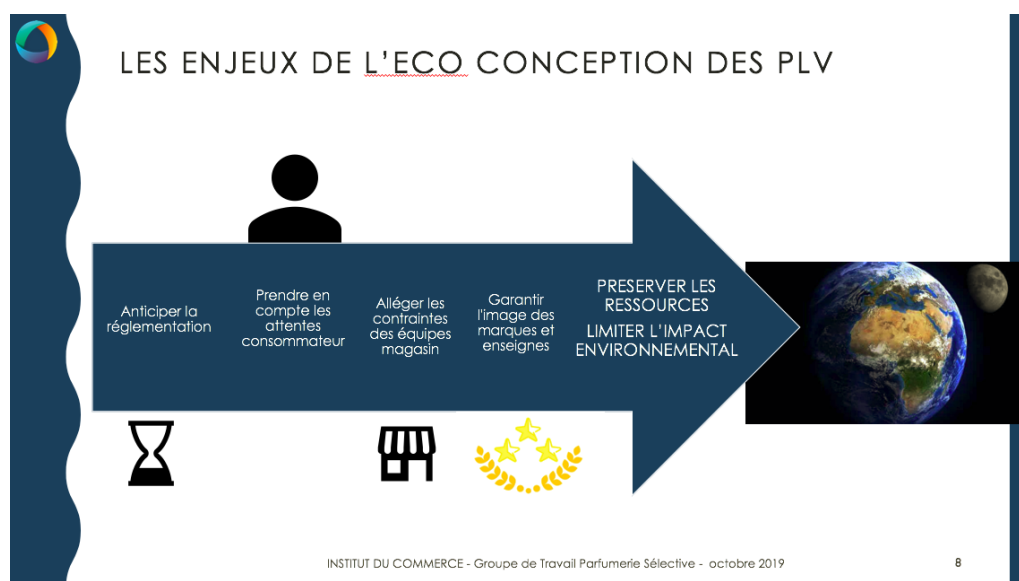 LES ENJEUX DE L'ECO CONCEPTION DES PLV
Anticiper la
réglementation
Prendre en
compte les
attentes
consommateur
Alléger les
contraintes
des équipes
magasin
Garantir
l'image des
marques et
enseignes
PRESERVER LES
RESSOURCES
LIMITER L'IMPACT
ENVIRONNEMENTAL
INSTITUT DU COMMERCE - Groupe de Travail Parfumerie Sélective - octobre 2019
8